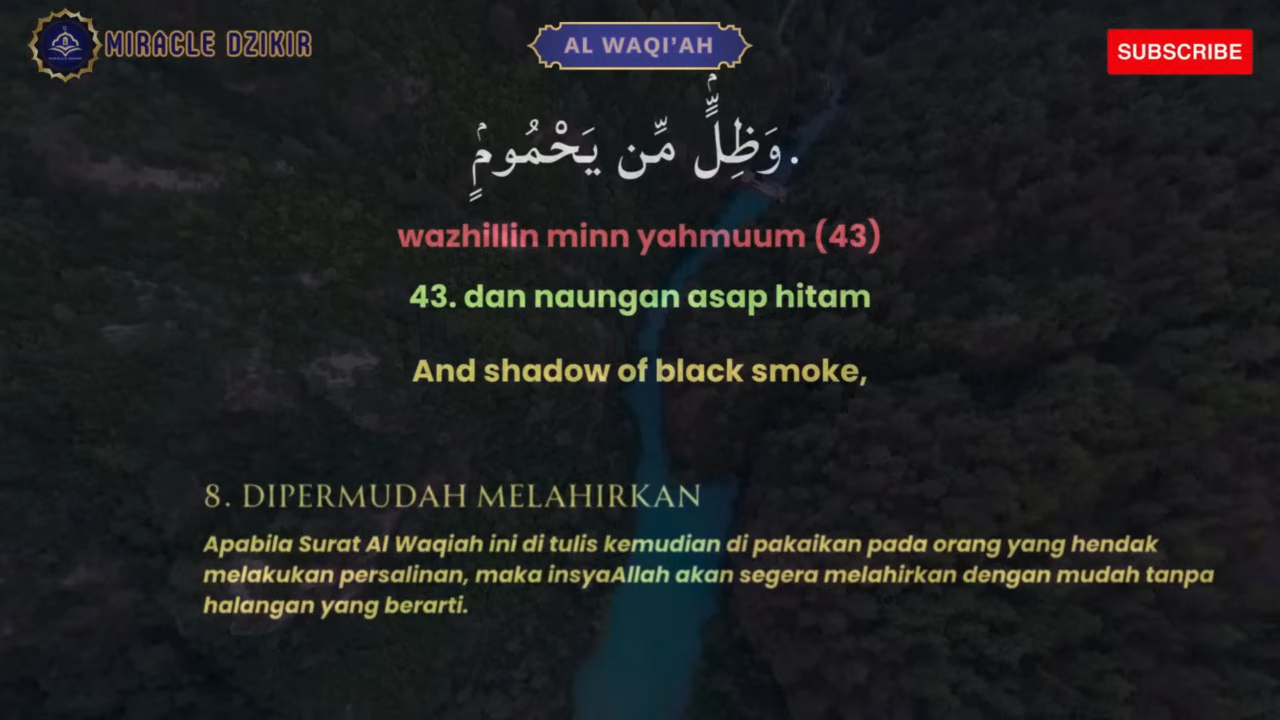 MIRACLE DZIKIR
AL WAQI'AH
SUBSCRIBE
.وَظِلٍّۢ مِّن يَحْمُومٍۢ
wazhillin minn yahmuum (43)
43. dan naungan asap hitam
And shadow of black smoke,
8. DIPERMUDAH MELAHIRKAN
Apabila Surat Al Waqiah ini di tulis kemudian di pakaikan pada orang yang hendak
melakukan persalinan, maka insyaAllah akan segera melahirkan dengan mudah tanpa
halangan yang berarti.